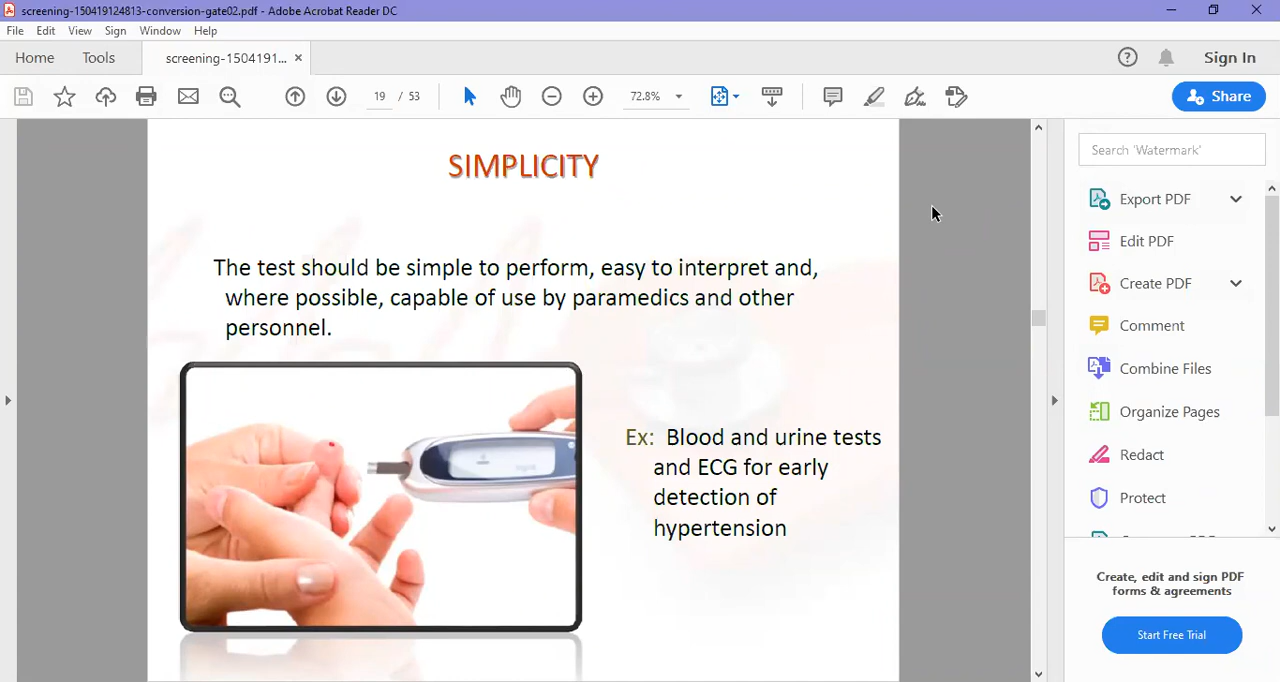 screening-150419124813-conversion-gate02.pdf - Adobe Acrobat Reader DC
File Edit View Sign Window Help
Home Tools screening-1504191... × Sign In
19 / 53 72.8% Share
SIMPLICITY
The test should be simple to perform, easy to interpret and,
where possible, capable of use by paramedics and other
personnel.
Ex: Blood and urine tests
and ECG for early
detection of
hypertension
Search 'Watermark'
Export PDF
Edit PDF
Create PDF
Comment
Combine Files
Organize Pages
Redact
Protect
Create, edit and sign PDF
forms & agreements
Start Free Trial